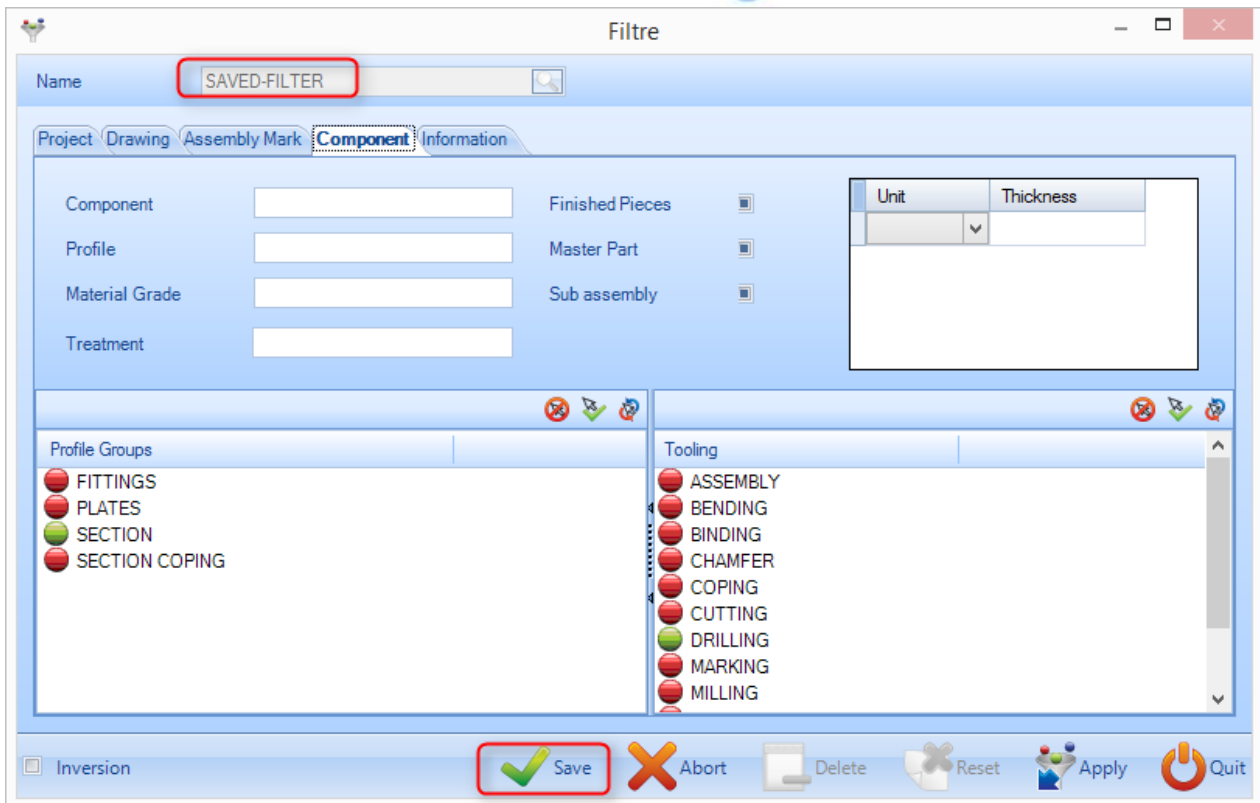 Filtre
Name SAVED-FILTER
Project Drawing Assembly Mark Component Information
Component Finished Pieces Unit Thickness
Profile Master Part
Material Grade Sub assembly
Treatment
Profile Groups Tooling
FITTINGS ASSEMBLY
PLATES BENDING
SECTION BINDING
SECTION COPING CHAMFER
COPING
CUTTING
DRILLING
MARKING
MILLING
Inversion Save Abort Delete Reset Apply Quit